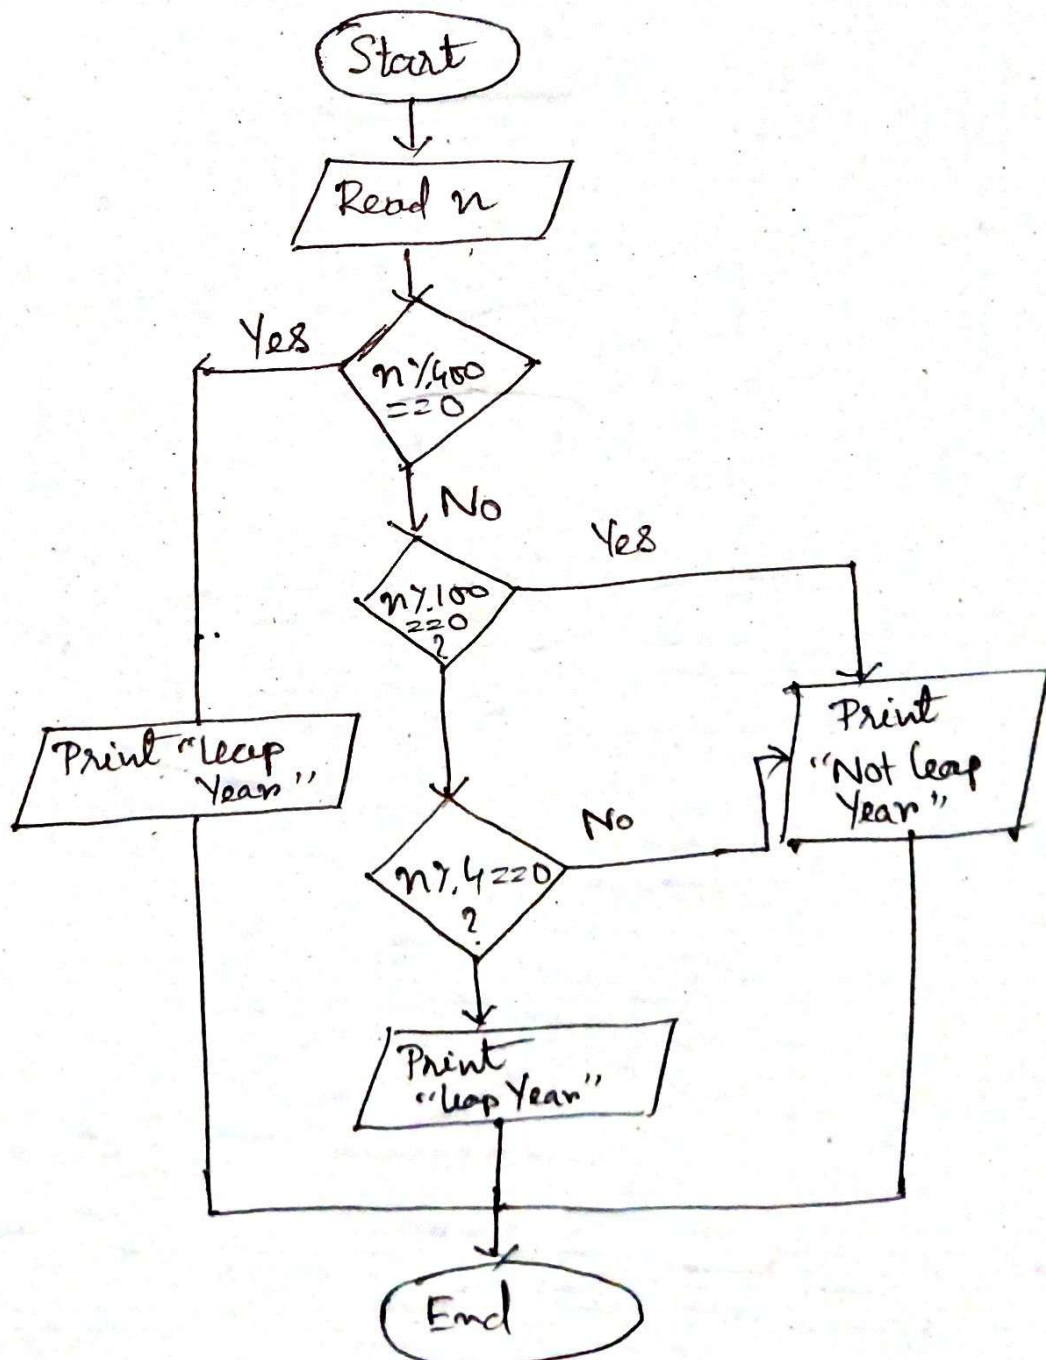 Start
Read n
Yes
n%400
==0
No
Yes
n%100
==0
?
Print "Leap
Year"
Print
"Not leap
Year"
No
n%4==0
?
Print
"Leap Year"
End